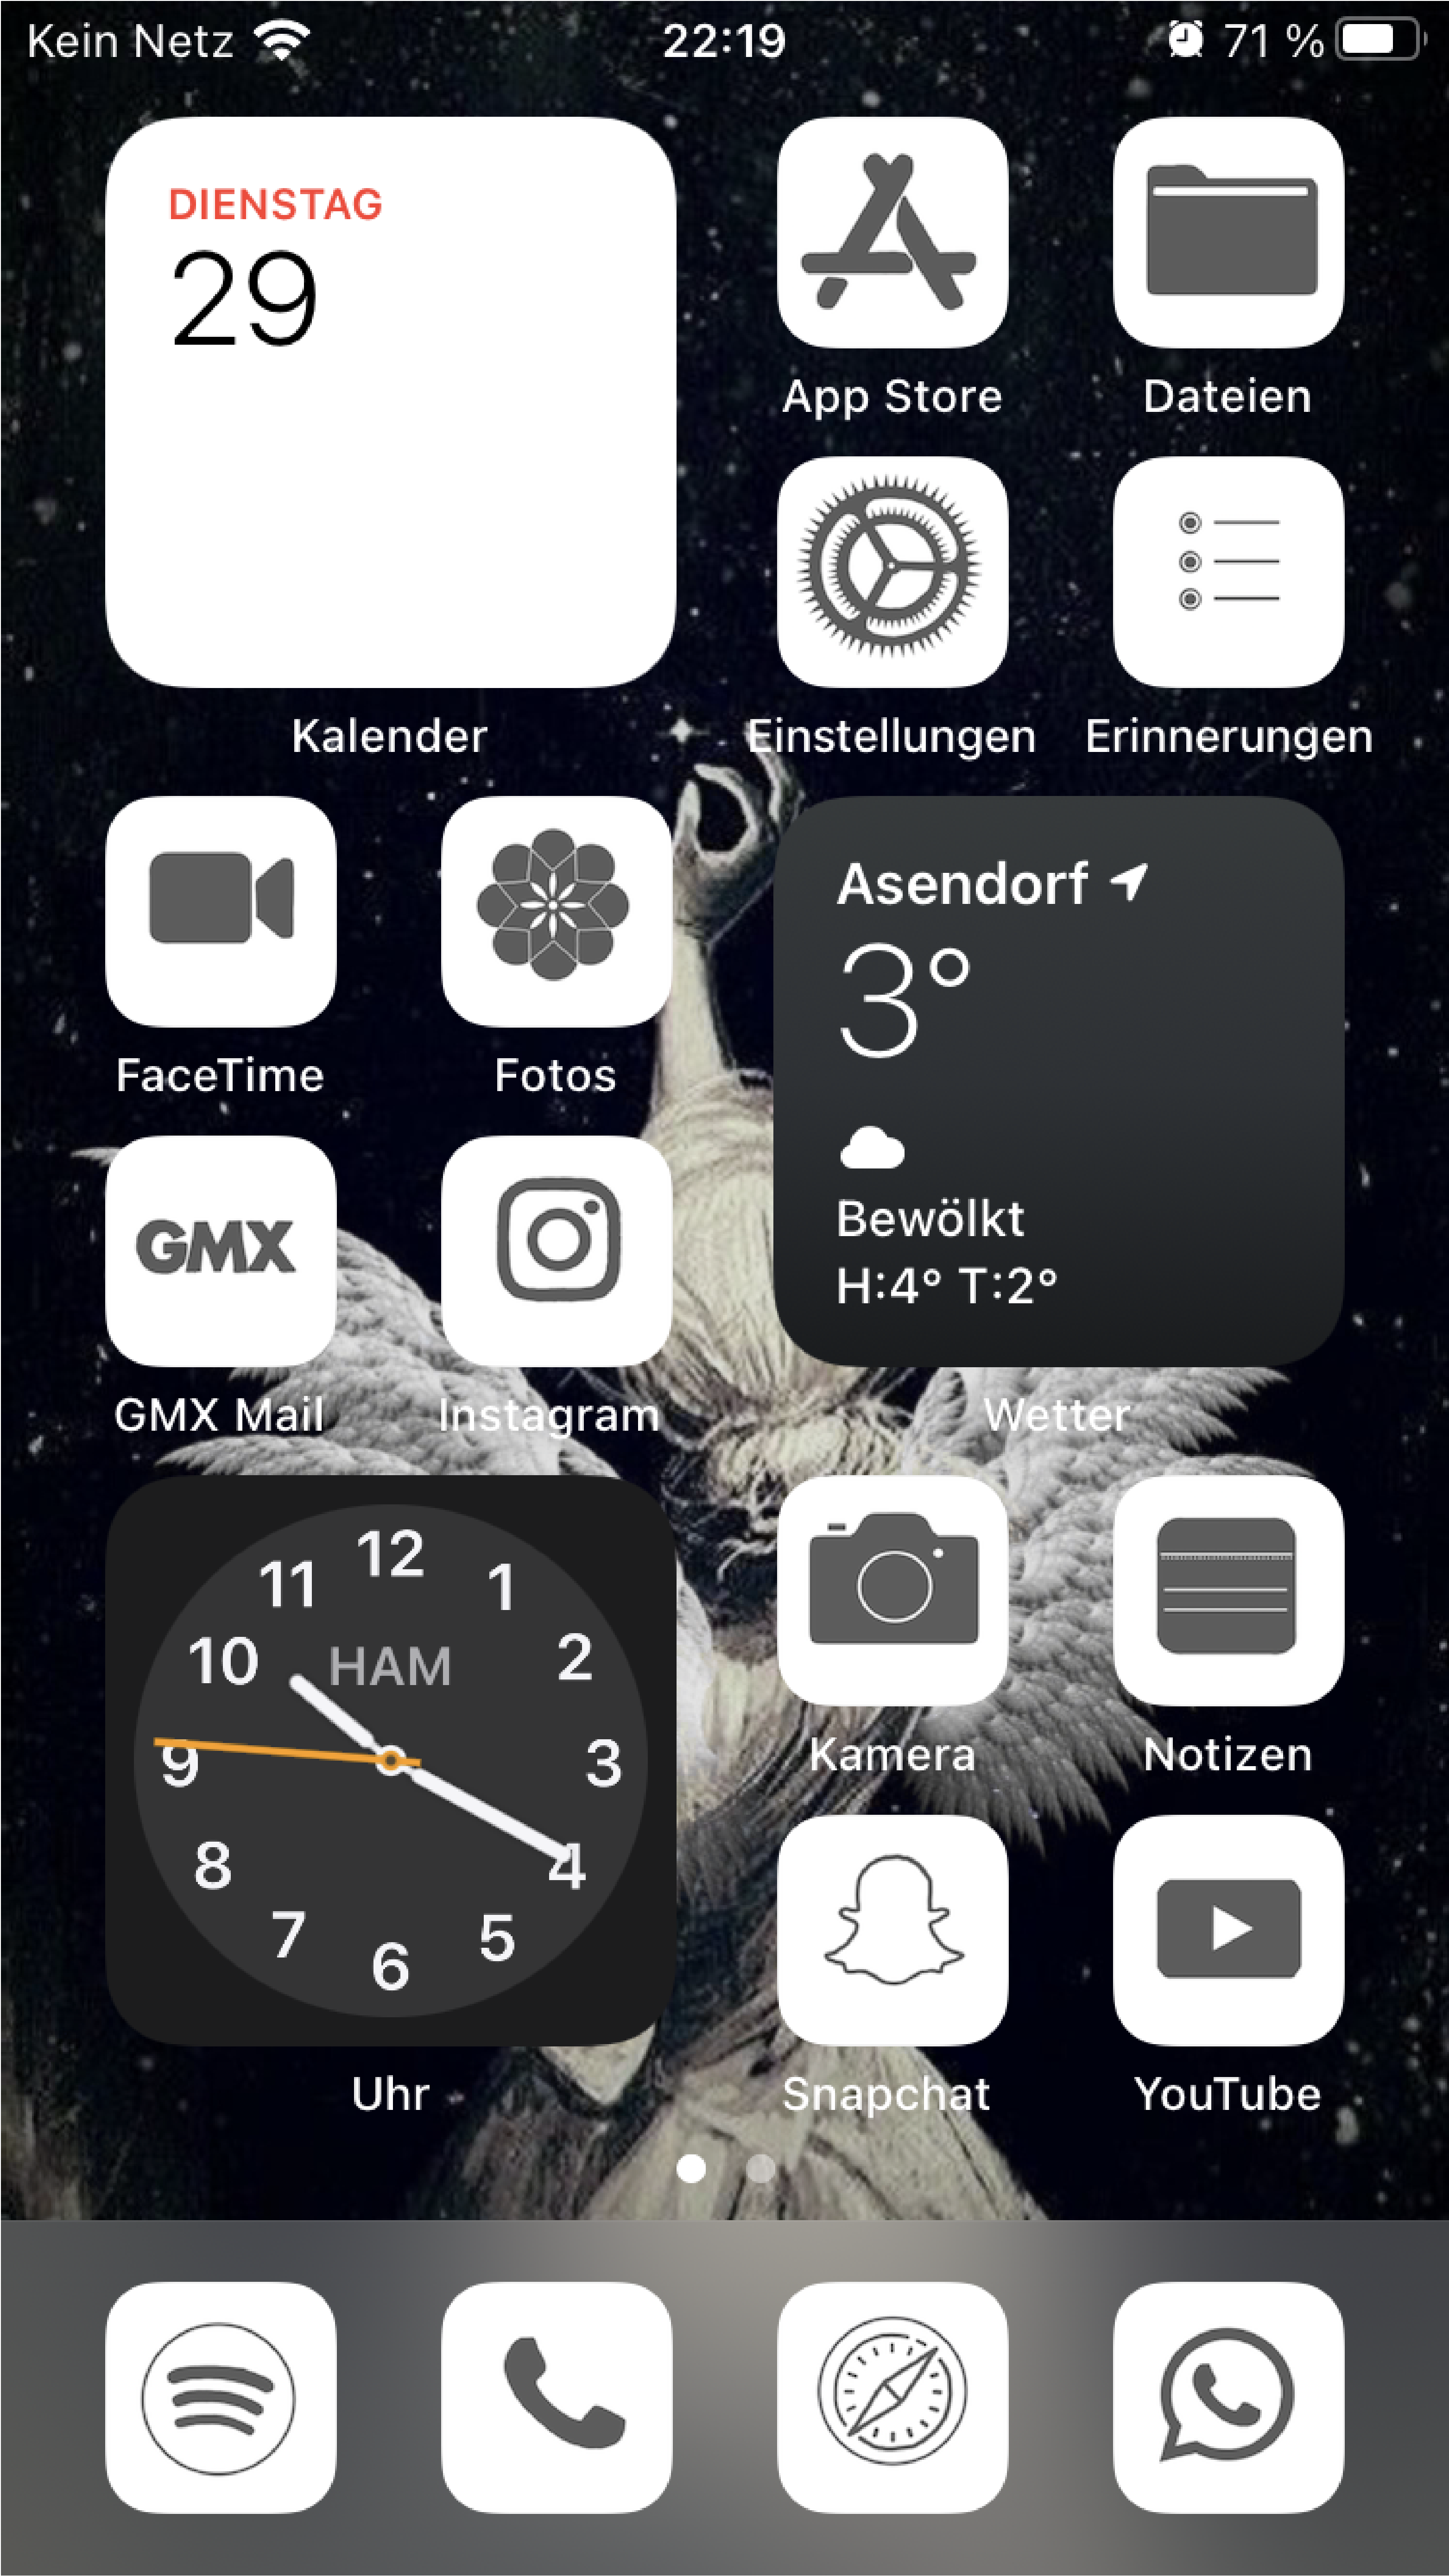 Kein Netz 22:19 71 %
DIENSTAG
29
Kalender
App Store
Dateien
Einstellungen
Erinnerungen
FaceTime
Fotos
Asendorf
3°
Bewölkt
H:4° T:2°
Wetter
GMX
GMX Mail
Instagram
HAM
12
1
2
3
4
5
6
7
8
9
10
11
Uhr
Kamera
Notizen
Snapchat
YouTube